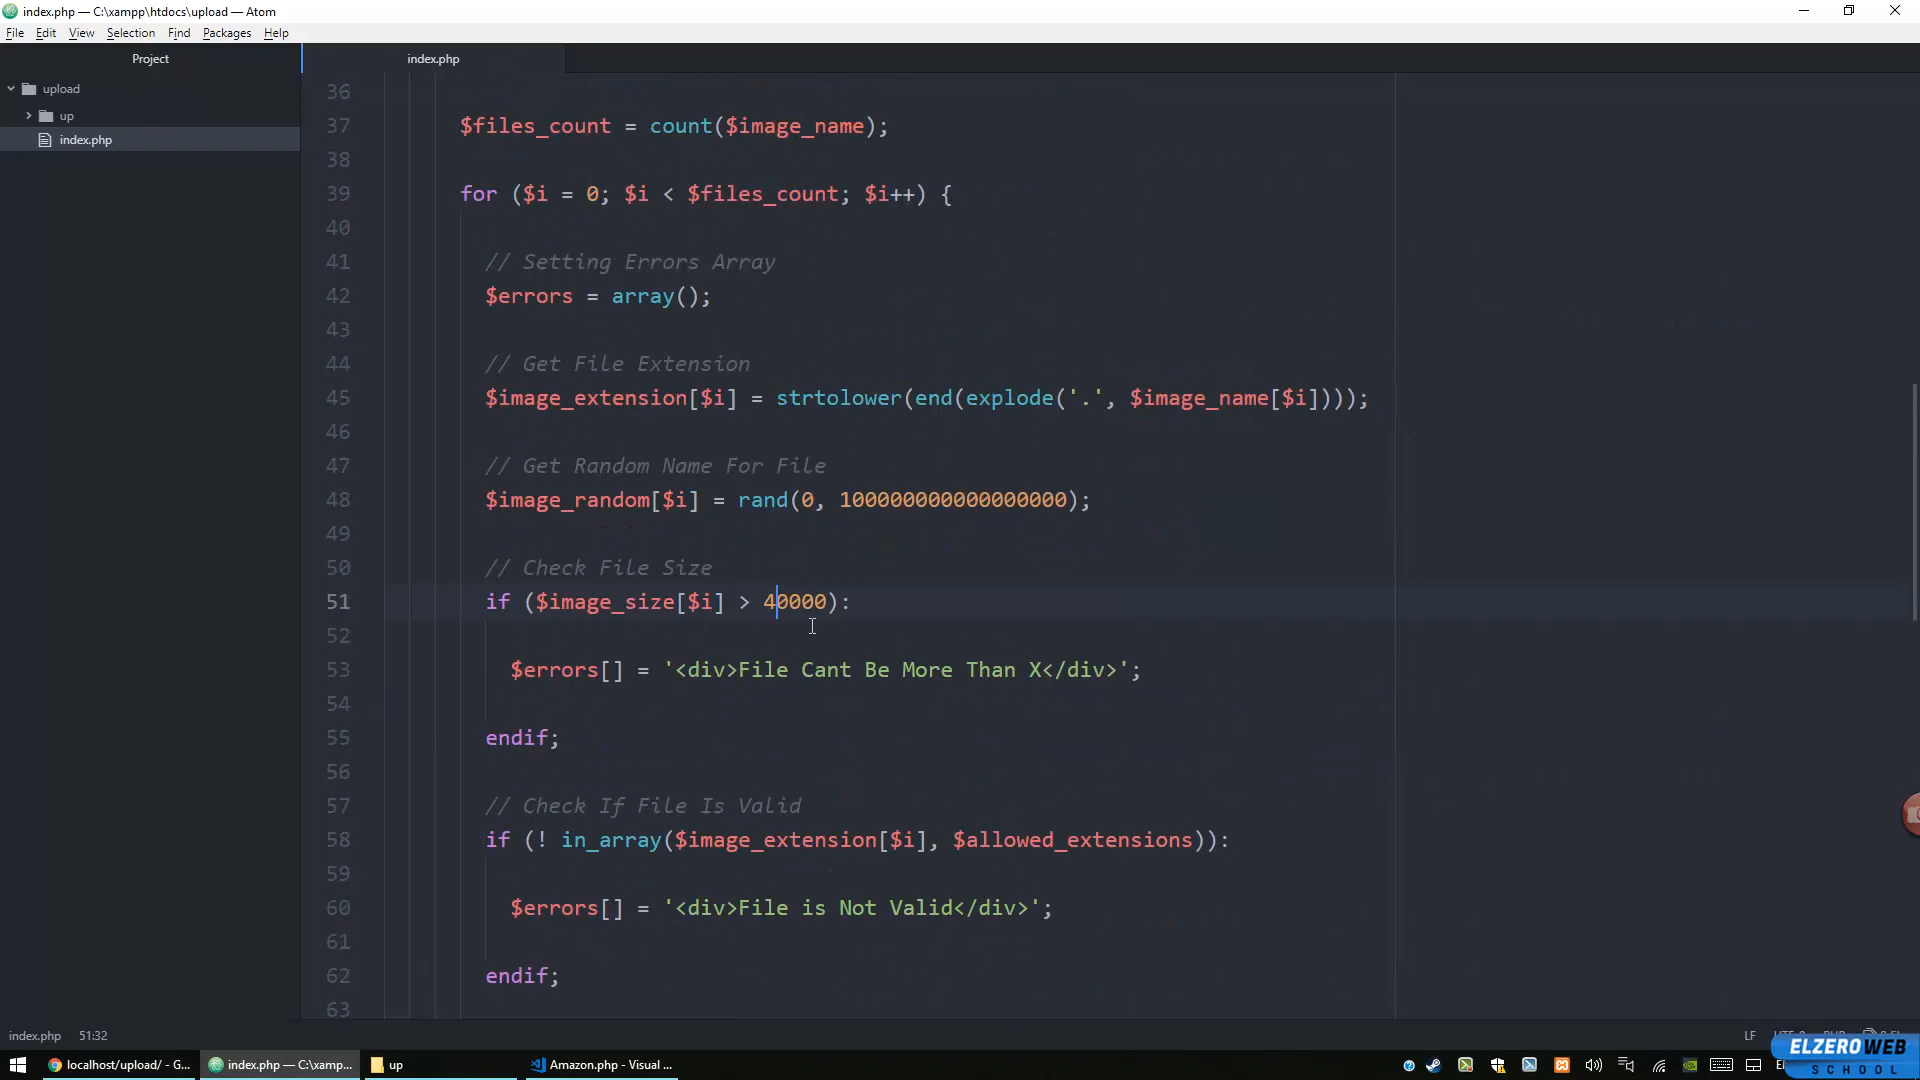 index.php — C:\xampp\htdocs\upload — Atom
File Edit View Selection Find Packages Help
Project
index.php
upload
up
index.php
36
37 $files_count = count($image_name);
38
39 for ($i = 0; $i < $files_count; $i++) {
40
41 // Setting Errors Array
42 $errors = array();
43
44 // Get File Extension
45 $image_extension[$i] = strtolower(end(explode('.', $image_name[$i])));
46
47 // Get Random Name For File
48 $image_random[$i] = rand(0, 100000000000000000);
49
50 // Check File Size
51 if ($image_size[$i] > 40000):
52
53 $errors[] = '<div>File Cant Be More Than X</div>';
54
55 endif;
56
57 // Check If File Is Valid
58 if (! in_array($image_extension[$i], $allowed_extensions)):
59
60 $errors[] = '<div>File is Not Valid</div>';
61
62 endif;
63
index.php 51:32 LF
localhost/upload/ - G... index.php — C:\xamp... up Amazon.php - Visual ...
ELZEROWEB
SCHOOL